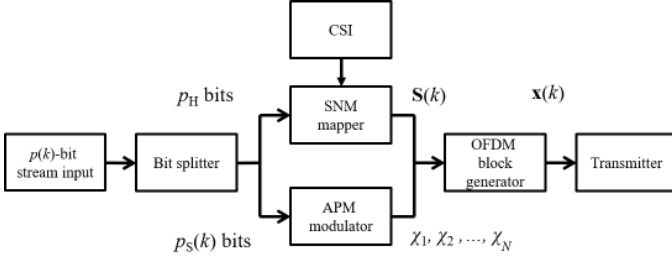 CSI
p_H bits
SNM
mapper
S(k)
x(k)
p(k)-bit
stream input
Bit splitter
OFDM
block
generator
Transmitter
APM
modulator
p_S(k) bits
χ_1, χ_2 , ..., χ_N